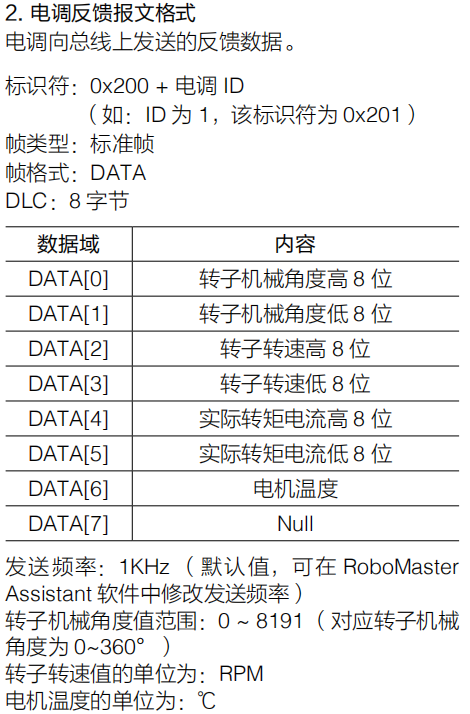 2. 电调反馈报文格式
电调向总线上发送的反馈数据。
标识符：0x200 + 电调 ID
（如：ID 为 1，该标识符为 0x201）
帧类型：标准帧
帧格式：DATA
DLC：8 字节
数据域 内容
DATA[0] 转子机械角度高 8 位
DATA[1] 转子机械角度低 8 位
DATA[2] 转子转速高 8 位
DATA[3] 转子转速低 8 位
DATA[4] 实际转矩电流高 8 位
DATA[5] 实际转矩电流低 8 位
DATA[6] 电机温度
DATA[7] Null
发送频率：1KHz（默认值，可在 RoboMaster
Assistant 软件中修改发送频率）
转子机械角度值范围：0 ~ 8191（对应转子机械
角度为 0~360°）
转子转速值的单位为：RPM
电机温度的单位为：℃